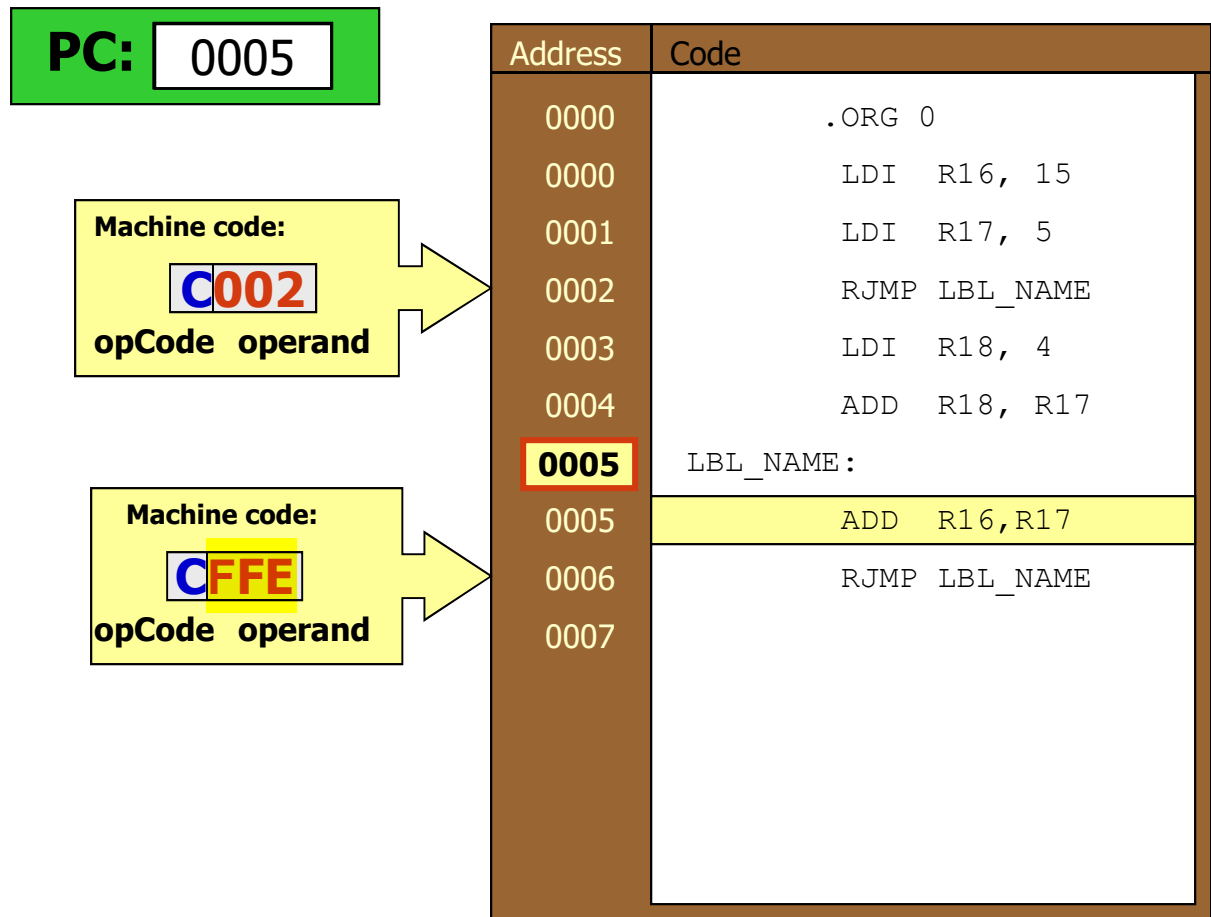 PC: 0005
Address Code
0000 .ORG 0
0000 LDI R16, 15
0001 LDI R17, 5
0002 RJMP LBL_NAME
0003 LDI R18, 4
0004 ADD R18, R17
0005 LBL_NAME:
0005 ADD R16,R17
0006 RJMP LBL_NAME
0007
Machine code:
C002
opCode operand
Machine code:
CFFE
opCode operand